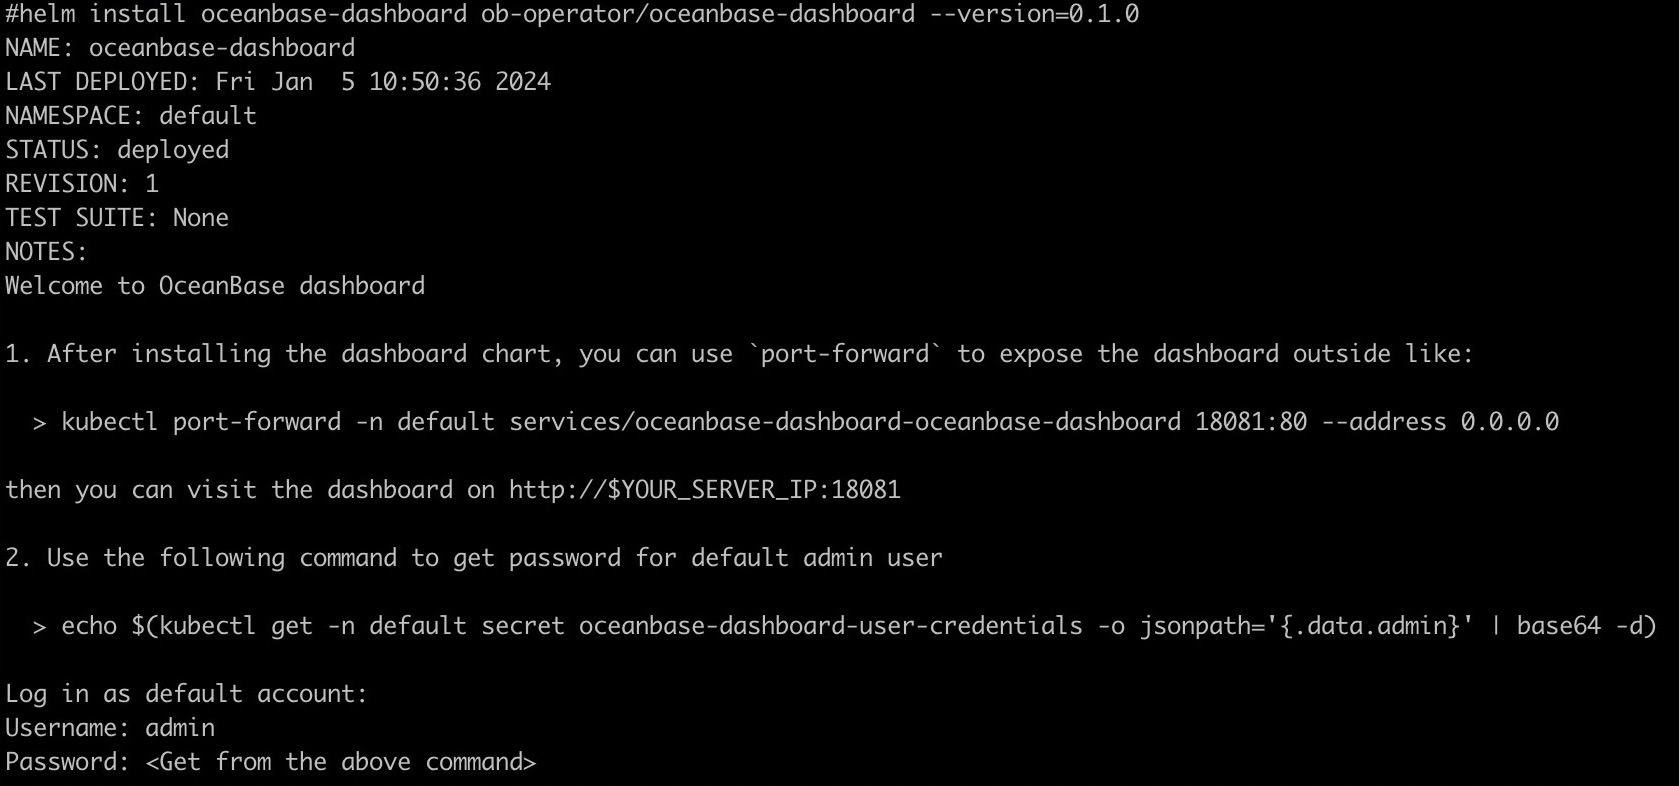 #helm install oceanbase-dashboard ob-operator/oceanbase-dashboard --version=0.1.0
NAME: oceanbase-dashboard
LAST DEPLOYED: Fri Jan  5 10:50:36 2024
NAMESPACE: default
STATUS: deployed
REVISION: 1
TEST SUITE: None
NOTES:
Welcome to OceanBase dashboard

1. After installing the dashboard chart, you can use `port-forward` to expose the dashboard outside like:

  > kubectl port-forward -n default services/oceanbase-dashboard-oceanbase-dashboard 18081:80 --address 0.0.0.0

then you can visit the dashboard on http://$YOUR_SERVER_IP:18081

2. Use the following command to get password for default admin user

  > echo $(kubectl get -n default secret oceanbase-dashboard-user-credentials -o jsonpath='{.data.admin}' | base64 -d)

Log in as default account:
Username: admin
Password: <Get from the above command>